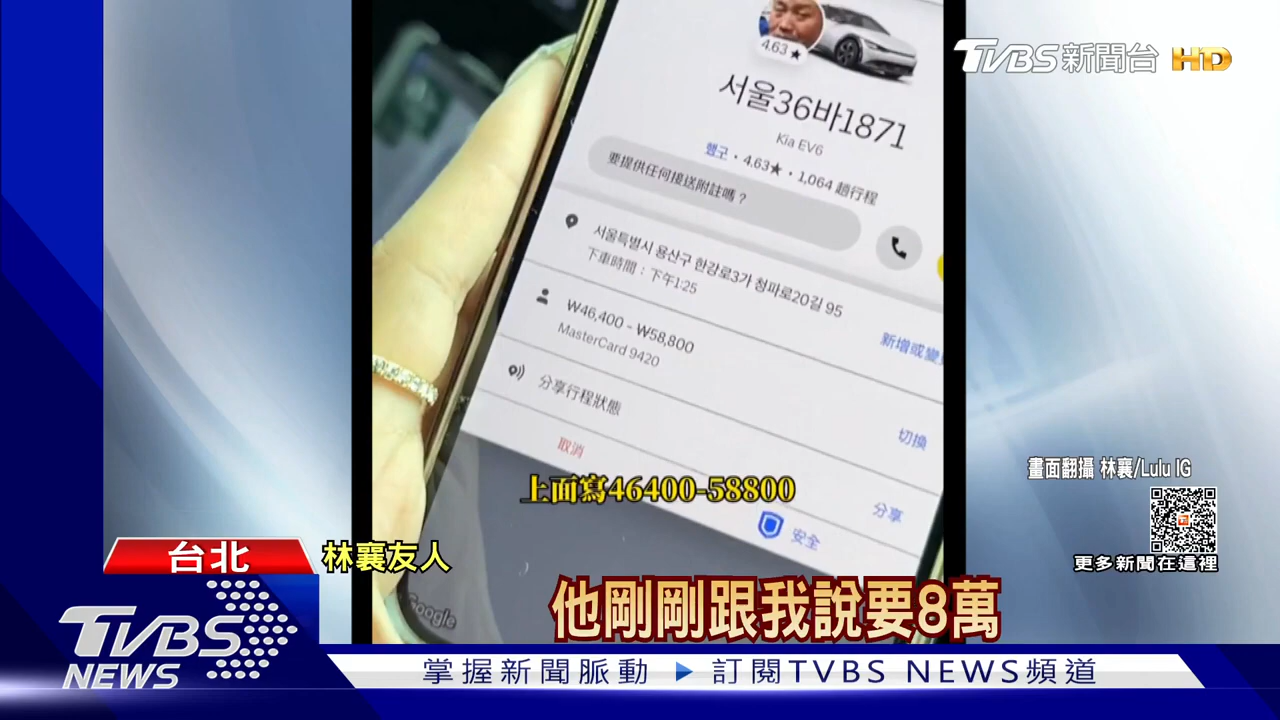 TVBS新聞台 HD
4.63 ★
서울36바1871
Kia EV6
행군・4.63★・1,064 趟行程
要提供任何接送附註嗎？
서울특별시 용산구 한강로3가 청파로20길 95
下車時間：下午1:25
新增或變
₩46,400 - ₩58,800
MasterCard 9420
切換
分享行程狀態
分享
取消
安全
上面寫46400-58800
Google
畫面翻攝 林襄/Lulu IG
更多新聞在這裡
台北
林襄友人
他剛剛跟我說要8萬
TVBS
NEWS
掌握新聞脈動 ▶ 訂閱TVBS NEWS頻道